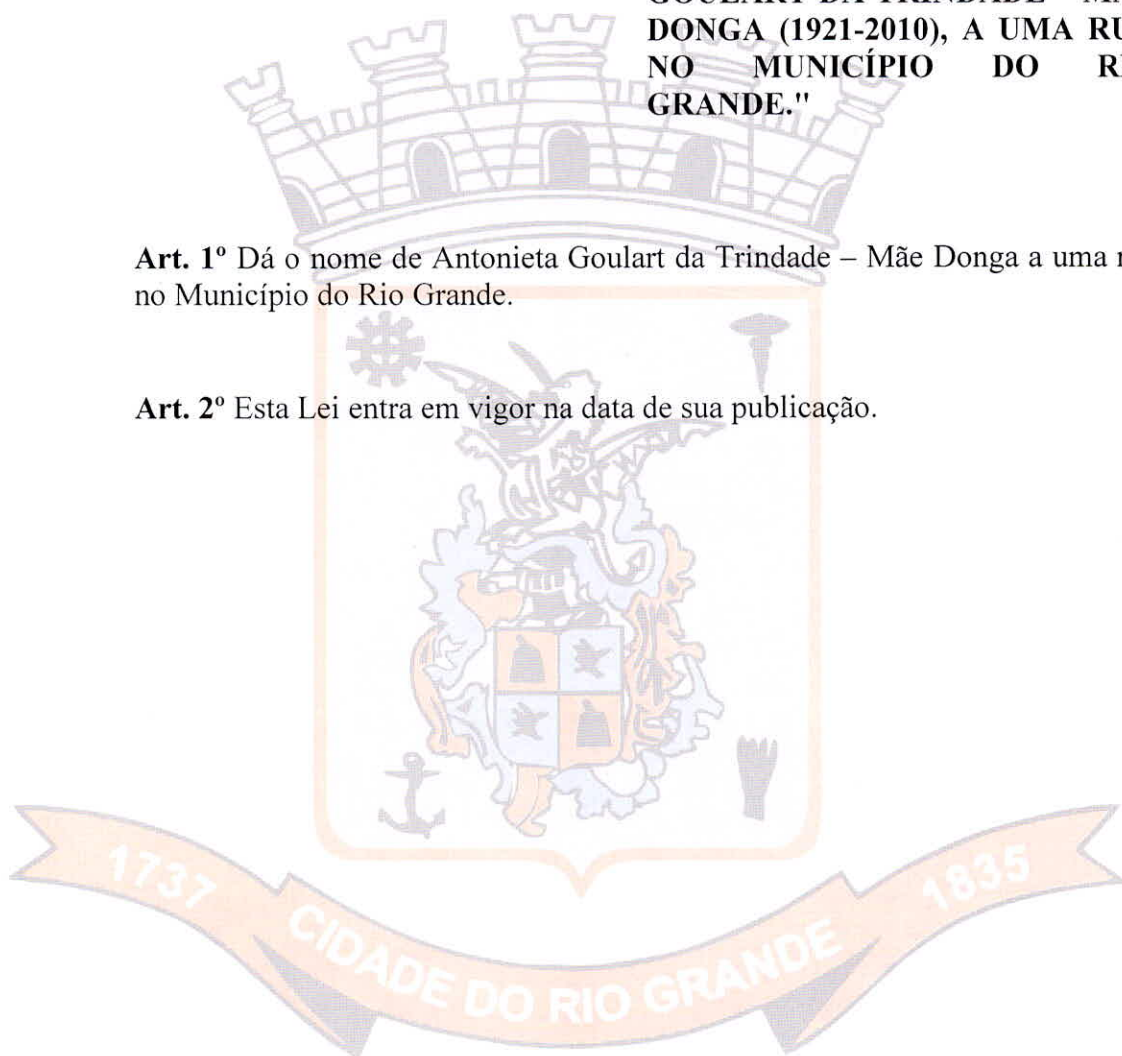 DONGA (1921-2010), A UMA
NO MUNICÍPIO DO
GRANDE."
Art. 1º Dá o nome de Antonieta Goulart da Trindade – Mãe Donga a uma
no Município do Rio Grande.
Art. 2º Esta Lei entra em vigor na data de sua publicação.
1737 CIDADE DO RIO GRANDE 1835